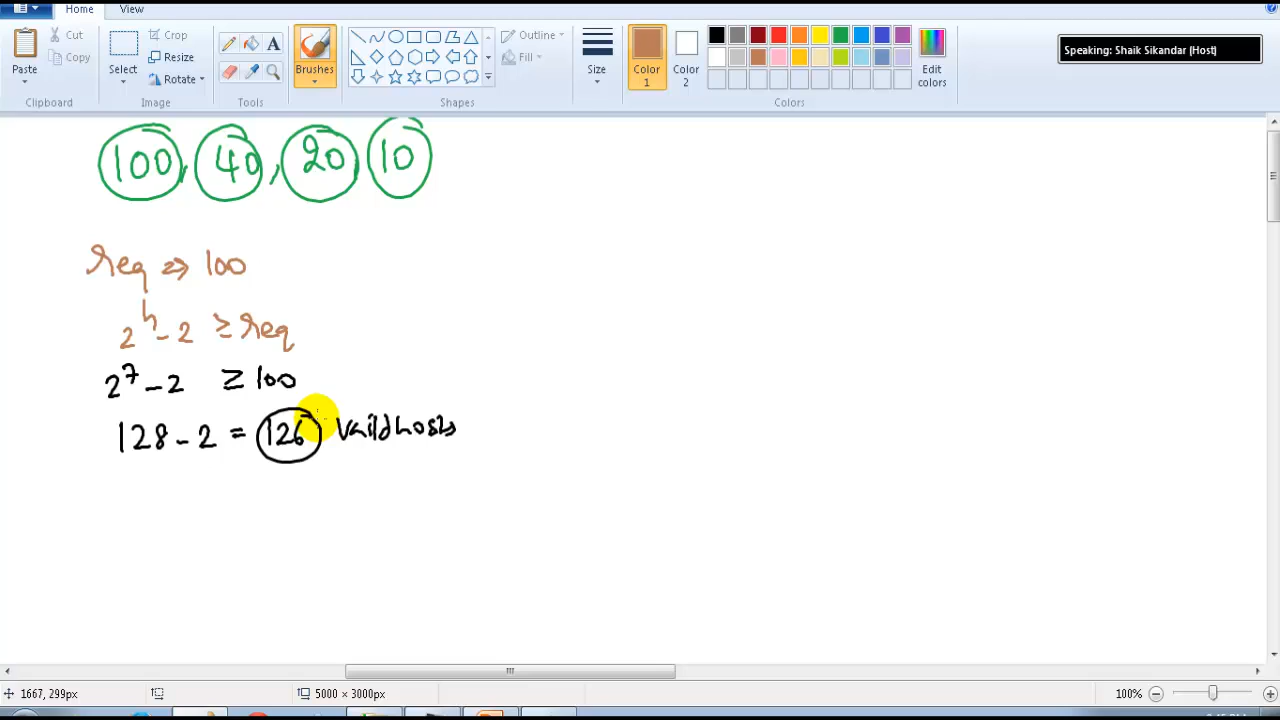 Home View
Paste
Cut
Copy
Clipboard
Select
Crop
Resize
Rotate
Image
A
Tools
Brushes
Shapes
Outline
Fill
Size
Color 1
Color 2
Colors
Edit colors
Speaking: Shaik Sikandar (Host)
100, 40, 20 10
Req => 100
2^h - 2 ≥ Req
2^7 - 2 ≥ 100
128 - 2 = 126 Vaild hosts
1667, 299px
5000 × 3000px
100%